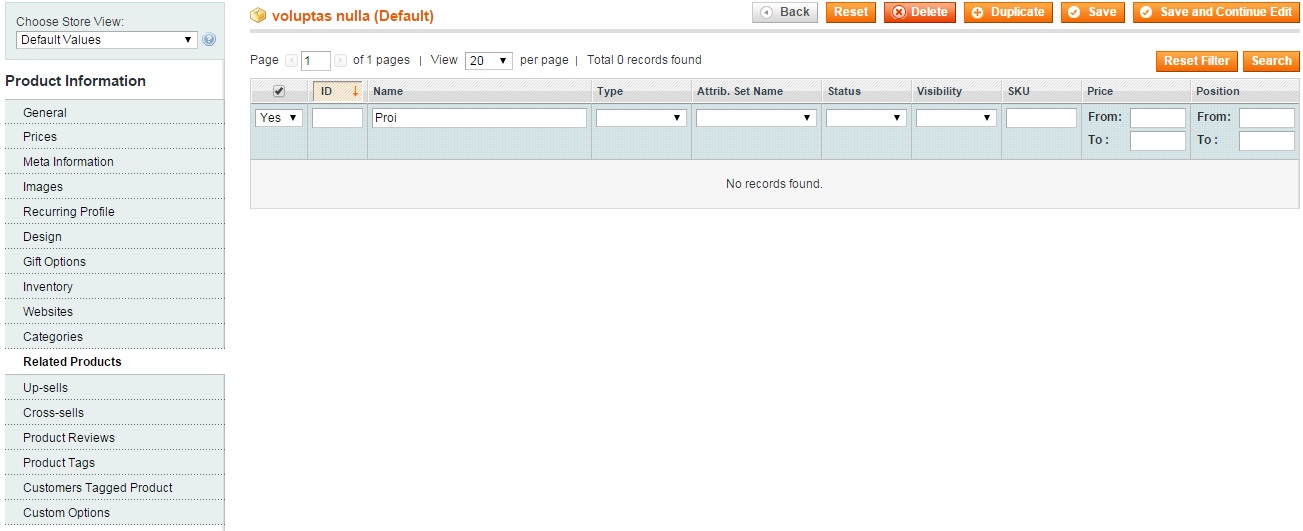 Choose Store View:
Default Values
Product Information
General
Prices
Meta Information
Images
Recurring Profile
Design
Gift Options
Inventory
Websites
Categories
Related Products
Up-sells
Cross-sells
Product Reviews
Product Tags
Customers Tagged Product
Custom Options
voluptas nulla (Default) Back Reset Delete Duplicate Save Save and Continue Edit
Page 1 of 1 pages | View 20 per page | Total 0 records found Reset Filter Search
ID Name Type Attrib. Set Name Status Visibility SKU Price Position
Yes Proi From: From:
To : To :
No records found.